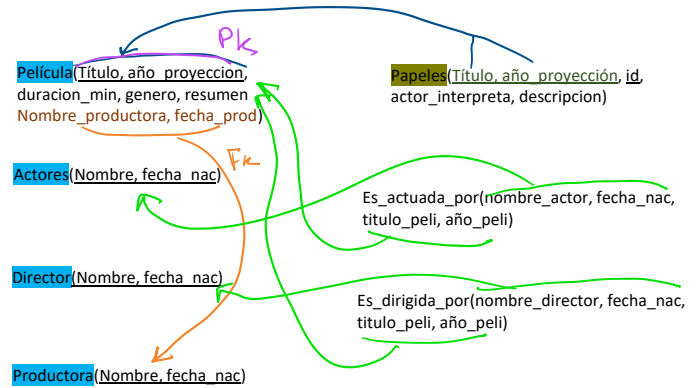 Pks
Película(Título, año_proyeccion,
duracion_min, genero, resumen
Nombre_productora, fecha_prod)
Papeles(Título, año_proyección, id,
actor_interpreta, descripcion)
Fk
Actores(Nombre, fecha_nac)
Es_actuada_por(nombre_actor, fecha_nac,
titulo_peli, año_peli)
Director(Nombre, fecha_nac)
Es_dirigida_por(nombre_director, fecha_nac,
titulo_peli, año_peli)
Productora(Nombre, fecha_nac)